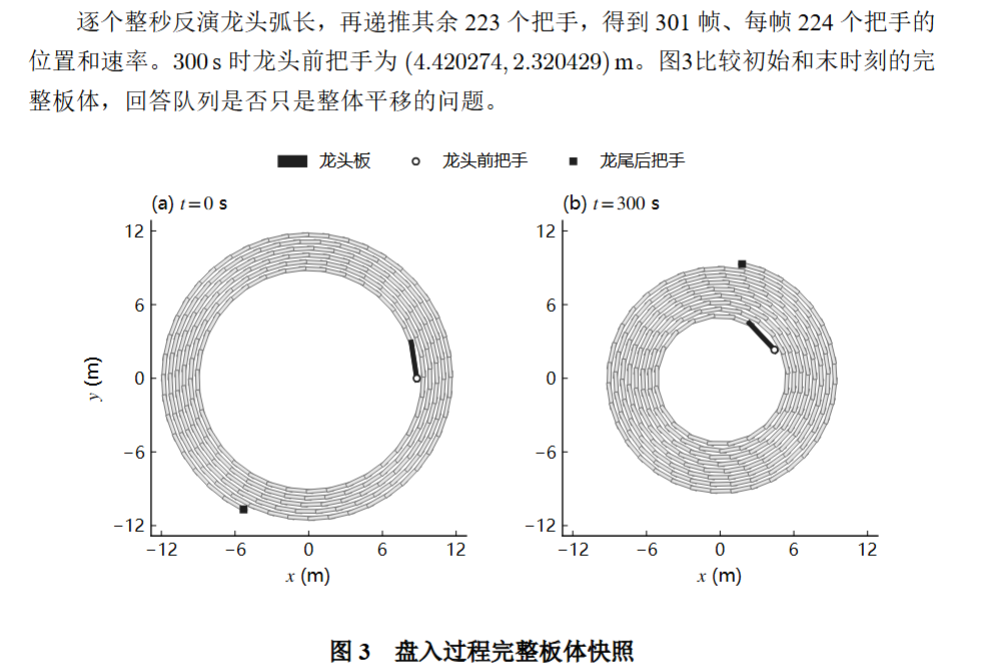 逐个整秒反演龙头弧长，再递推其余 223 个把手，得到 301 帧、每帧 224 个把手的
位置和速率。300 s 时龙头前把手为 (4.420274, 2.320429) m。图3比较初始和末时刻的完
整板体，回答队列是否只是整体平移的问题。
龙头板 龙头前把手 龙尾后把手
(a) t=0 s
12
6
0
−6
−12
y (m)
−12 −6 0 6 12
x (m)
(b) t=300 s
12
6
0
−6
−12
−12 −6 0 6 12
x (m)
图 3 盘入过程完整板体快照